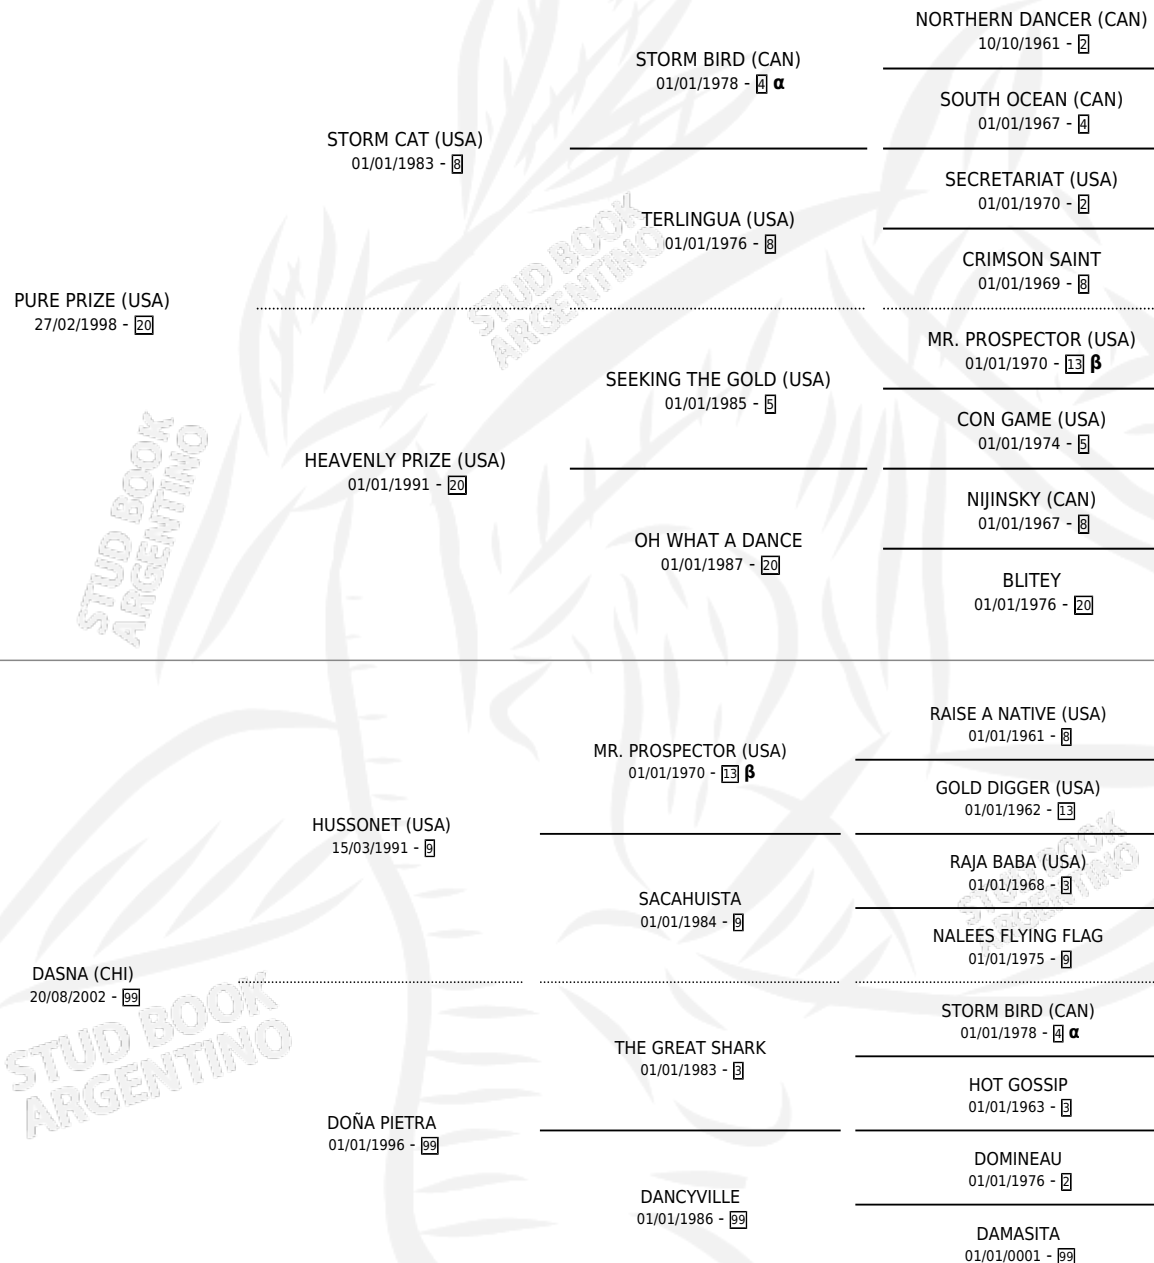 NORTHERN DANCER (CAN)
10/10/1961 - 2
STORM BIRD (CAN)
01/01/1978 - 4 α
SOUTH OCEAN (CAN)
01/01/1967 - 4
STORM CAT (USA)
01/01/1983 - 8
SECRETARIAT (USA)
01/01/1970 - 2
TERLINGUA (USA)
01/01/1976 - 8
CRIMSON SAINT
01/01/1969 - 8
PURE PRIZE (USA)
27/02/1998 - 20
MR. PROSPECTOR (USA)
01/01/1970 - 13 β
SEEKING THE GOLD (USA)
01/01/1985 - 5
CON GAME (USA)
01/01/1974 - 5
HEAVENLY PRIZE (USA)
01/01/1991 - 20
NIJINSKY (CAN)
01/01/1967 - 8
OH WHAT A DANCE
01/01/1987 - 20
BLITEY
01/01/1976 - 20
RAISE A NATIVE (USA)
01/01/1961 - 8
MR. PROSPECTOR (USA)
01/01/1970 - 13 β
GOLD DIGGER (USA)
01/01/1962 - 13
HUSSONET (USA)
15/03/1991 - 9
RAJA BABA (USA)
01/01/1968 - 3
SACAHUISTA
01/01/1984 - 9
NALEES FLYING FLAG
01/01/1975 - 9
DASNA (CHI)
20/08/2002 - 99
STORM BIRD (CAN)
01/01/1978 - 4 α
THE GREAT SHARK
01/01/1983 - 3
HOT GOSSIP
01/01/1963 - 3
DOÑA PIETRA
01/01/1996 - 99
DOMINEAU
01/01/1976 - 2
DANCYVILLE
01/01/1986 - 99
DAMASITA
01/01/0001 - 99
STUD BOOK
ARGENTINO
STUD BOOK
ARGENTINO
STUD BOOK
ARGENTINO
STUD BOOK
ARGENTINO